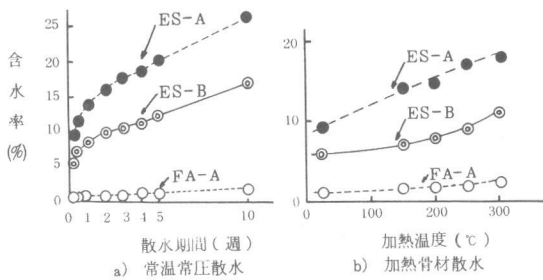 含水率(%)
25
20
15
10
5
0
ES-A
ES-B
FA-A
0 1 2 3 4 5 10
散水期間(週)
a) 常温常圧散水
20
10
0
ES-A
ES-B
FA-A
0 100 200 300
加熱温度(℃)
b) 加熱骨材散水